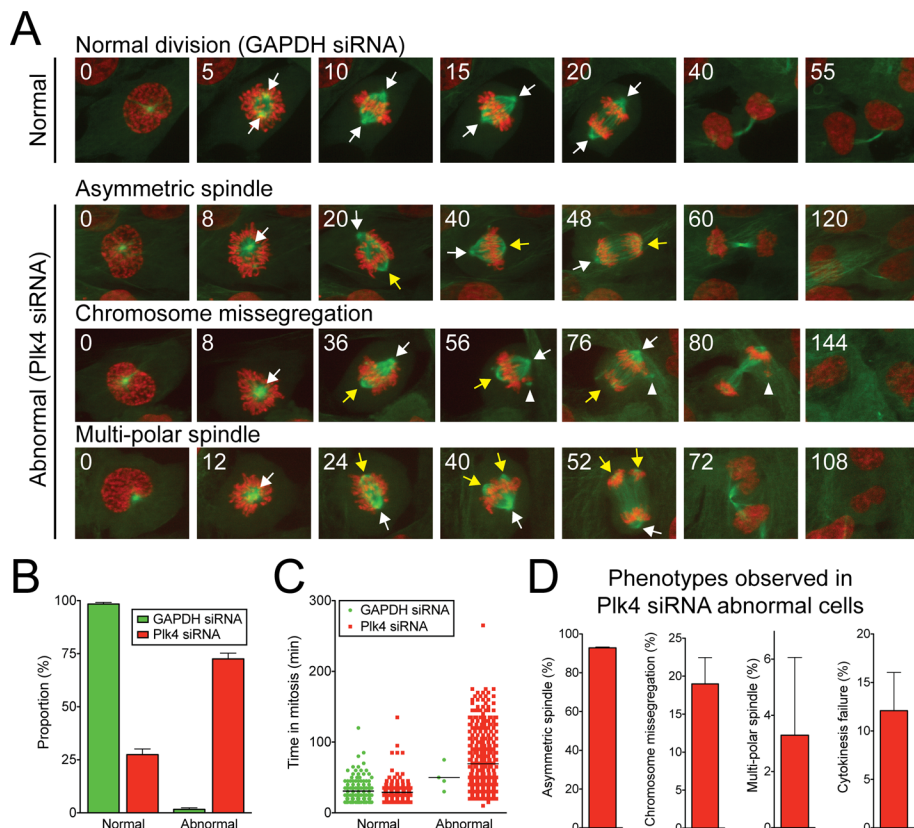 A
Normal division (GAPDH siRNA)
Normal
0 5 10 15 20 40 55
Abnormal (Plk4 siRNA)
Asymmetric spindle
0 8 20 40 48 60 120
Chromosome missegregation
0 8 36 56 76 80 144
Multi-polar spindle
0 12 24 40 52 72 108
B
Proportion (%)
100
75
50
25
0
GAPDH siRNA
Plk4 siRNA
Normal Abnormal
C
Time in mitosis (min)
300
200
100
0
GAPDH siRNA
Plk4 siRNA
Normal Abnormal
D
Phenotypes observed in
Plk4 siRNA abnormal cells
Asymmetric spindle (%)
100
80
60
40
20
0
Chromosome missegregation (%)
25
20
15
10
5
0
Multi-polar spindle (%)
6
4
2
Cytokinesis failure (%)
20
15
10
5
0